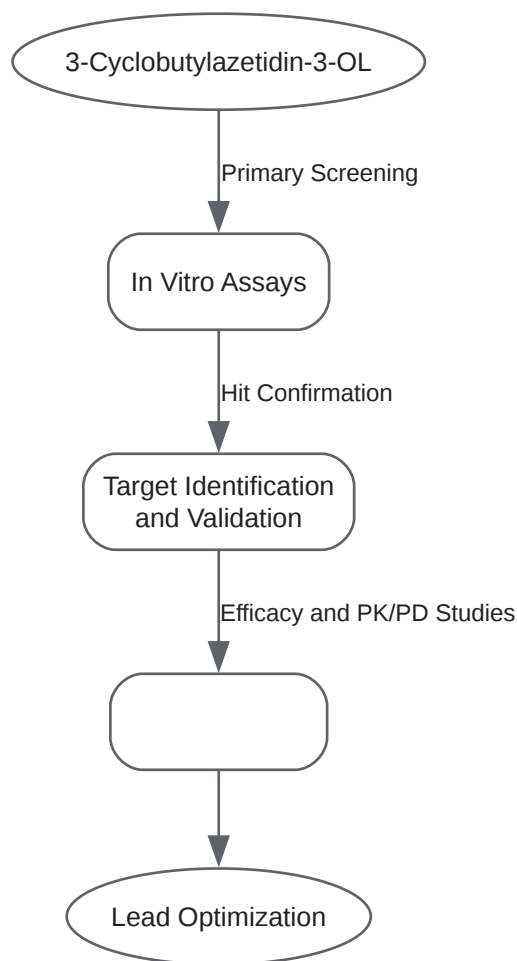 3-Cyclobutylazetidin-3-OL
Primary Screening
In Vitro Assays
Hit Confirmation
Target Identification
and Validation
Efficacy and PK/PD Studies
Lead Optimization